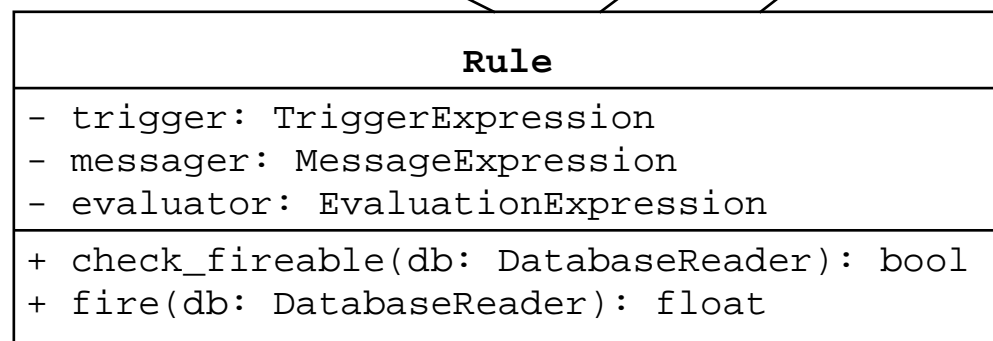 Rule
- trigger: TriggerExpression
- messager: MessageExpression
- evaluator: EvaluationExpression
+ check_fireable(db: DatabaseReader): bool
+ fire(db: DatabaseReader): float